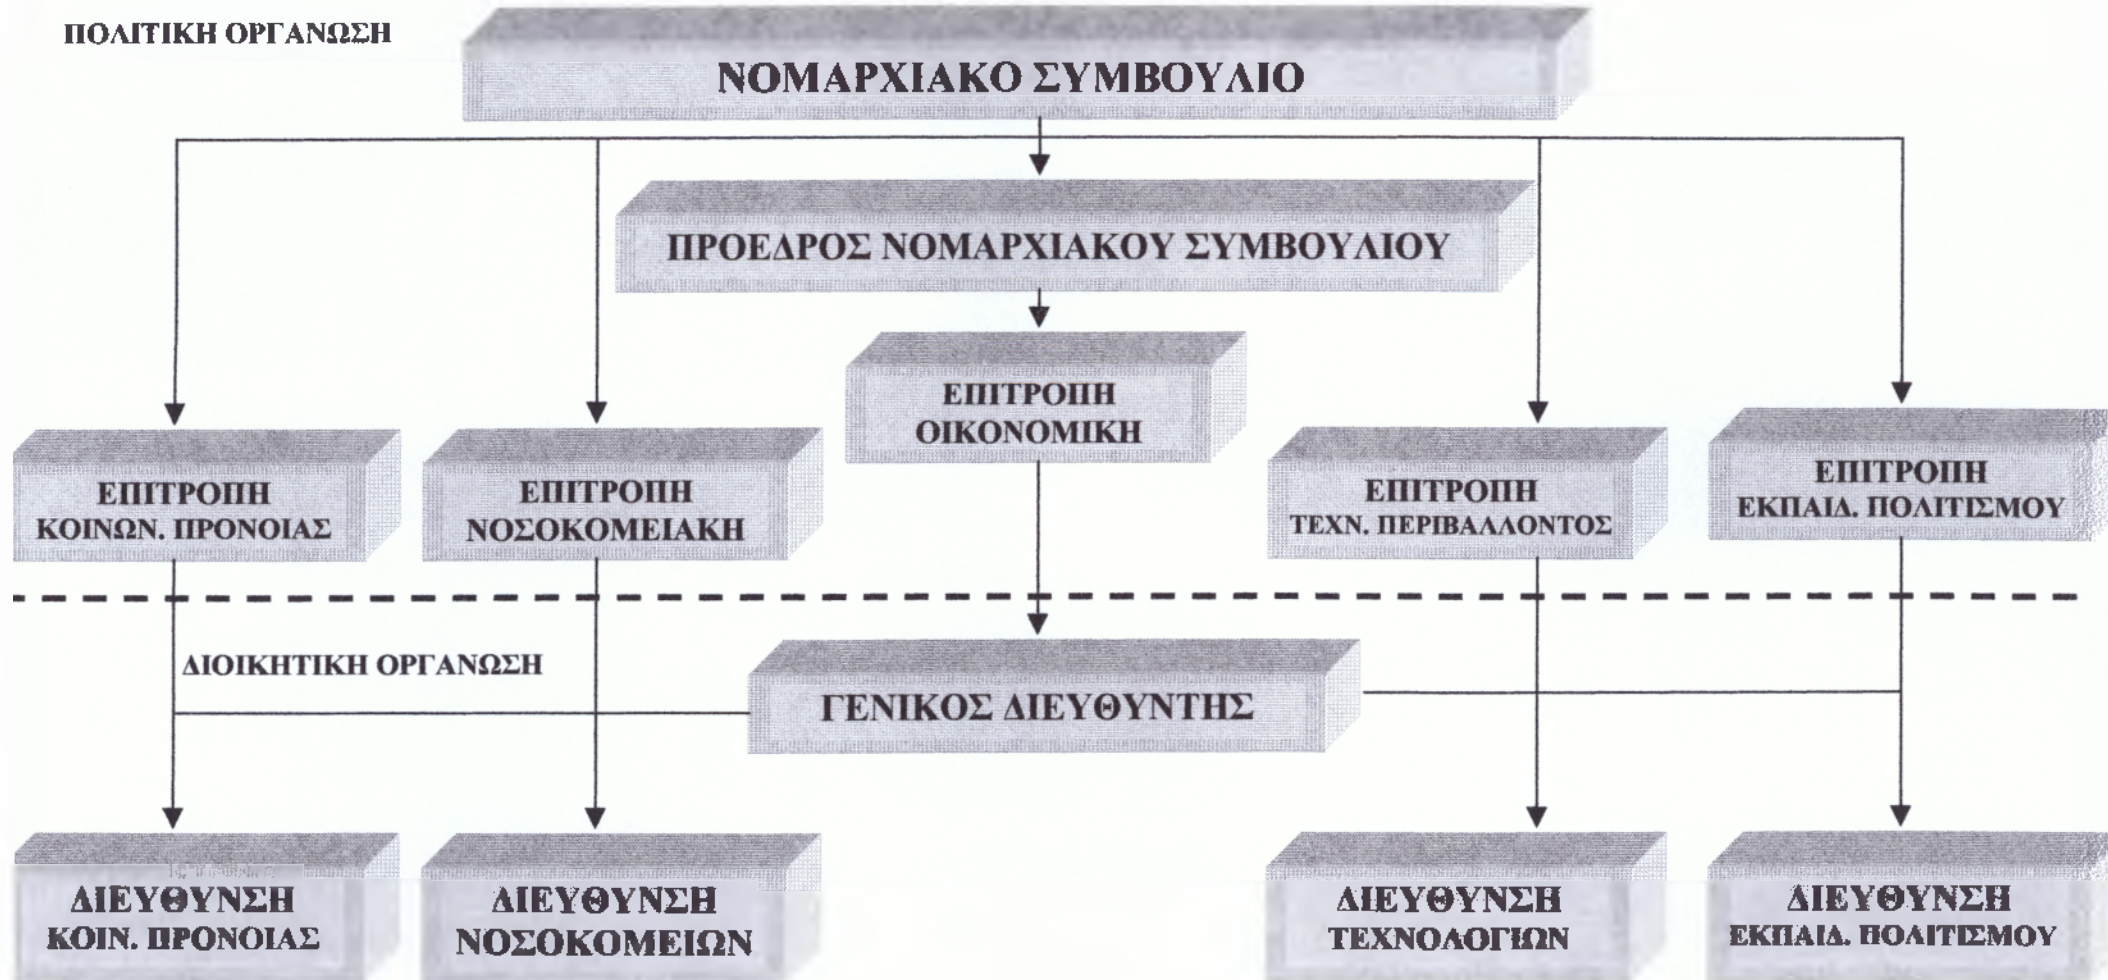 ΠΟΛΙΤΙΚΗ ΟΡΓΑΝΩΣΗ
ΝΟΜΑΡΧΙΑΚΟ ΣΥΜΒΟΥΛΙΟ
ΠΡΟΕΔΡΟΣ ΝΟΜΑΡΧΙΑΚΟΥ ΣΥΜΒΟΥΛΙΟΥ
ΕΠΙΤΡΟΠΗ
ΟΙΚΟΝΟΜΙΚΗ
ΕΠΙΤΡΟΠΗ
ΚΟΙΝΩΝ. ΠΡΟΝΟΙΑΣ
ΕΠΙΤΡΟΠΗ
ΝΟΣΟΚΟΜΕΙΑΚΗ
ΕΠΙΤΡΟΠΗ
ΤΕΧΝ. ΠΕΡΙΒΑΛΛΟΝΤΟΣ
ΕΠΙΤΡΟΠΗ
ΕΚΠΑΙΔ. ΠΟΛΙΤΙΣΜΟΥ
ΔΙΟΙΚΗΤΙΚΗ ΟΡΓΑΝΩΣΗ
ΓΕΝΙΚΟΣ ΔΙΕΥΘΥΝΤΗΣ
ΔΙΕΥΘΥΝΣΗ
ΚΟΙΝ. ΠΡΟΝΟΙΑΣ
ΔΙΕΥΘΥΝΣΗ
ΝΟΣΟΚΟΜΕΙΩΝ
ΔΙΕΥΘΥΝΣΗ
ΤΕΧΝΟΛΟΓΙΩΝ
ΔΙΕΥΘΥΝΣΗ
ΕΚΠΑΙΔ. ΠΟΛΙΤΙΣΜΟΥ